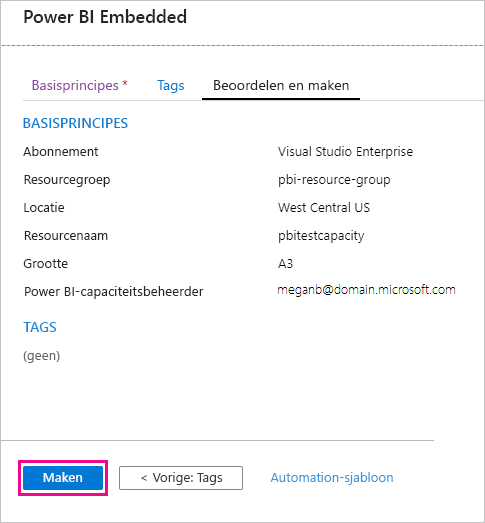 Power BI Embedded
Basisprincipes * Tags Beoordelen en maken
BASISPRINCIPES
Abonnement Visual Studio Enterprise
Resourcegroep pbi-resource-group
Locatie West Central US
Resourcenaam pbitestcapacity
Grootte A3
Power BI-capaciteitsbeheerder meganb@domain.microsoft.com
TAGS
(geen)
Maken < Vorige: Tags Automation-sjabloon